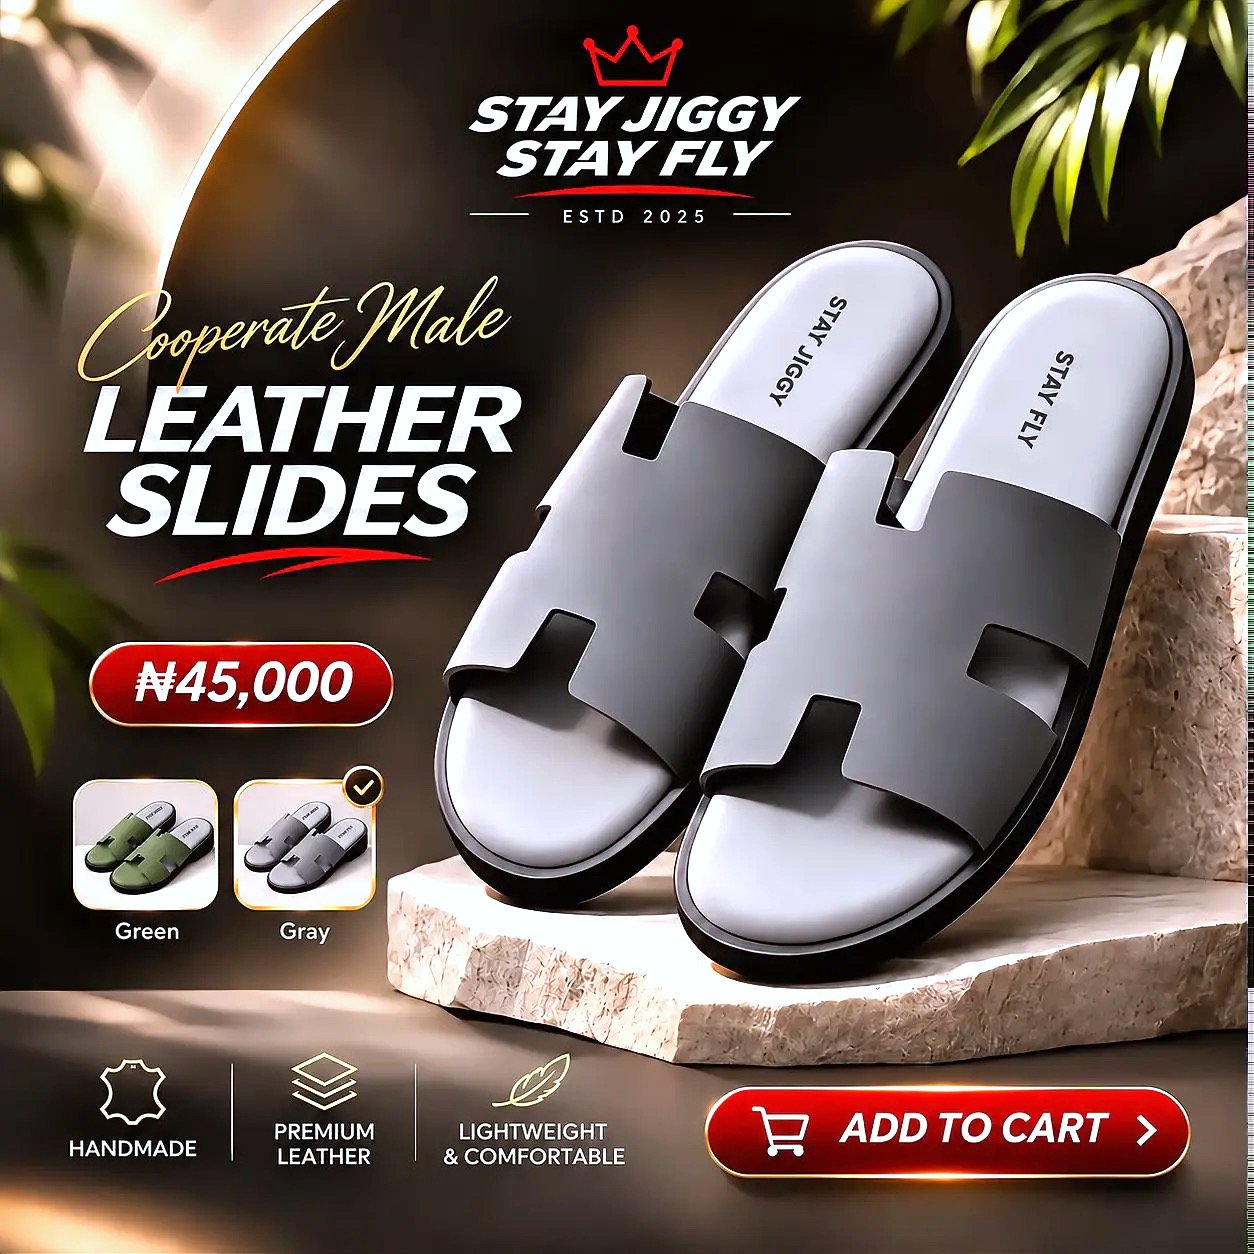 STAY JIGGY
STAY FLY
ESTD 2025
Cooperate Male
LEATHER
SLIDES
₦45,000
STAY JIGGY
STAY FLY
Green
Gray
HANDMADE
PREMIUM
LEATHER
LIGHTWEIGHT
& COMFORTABLE
ADD TO CART